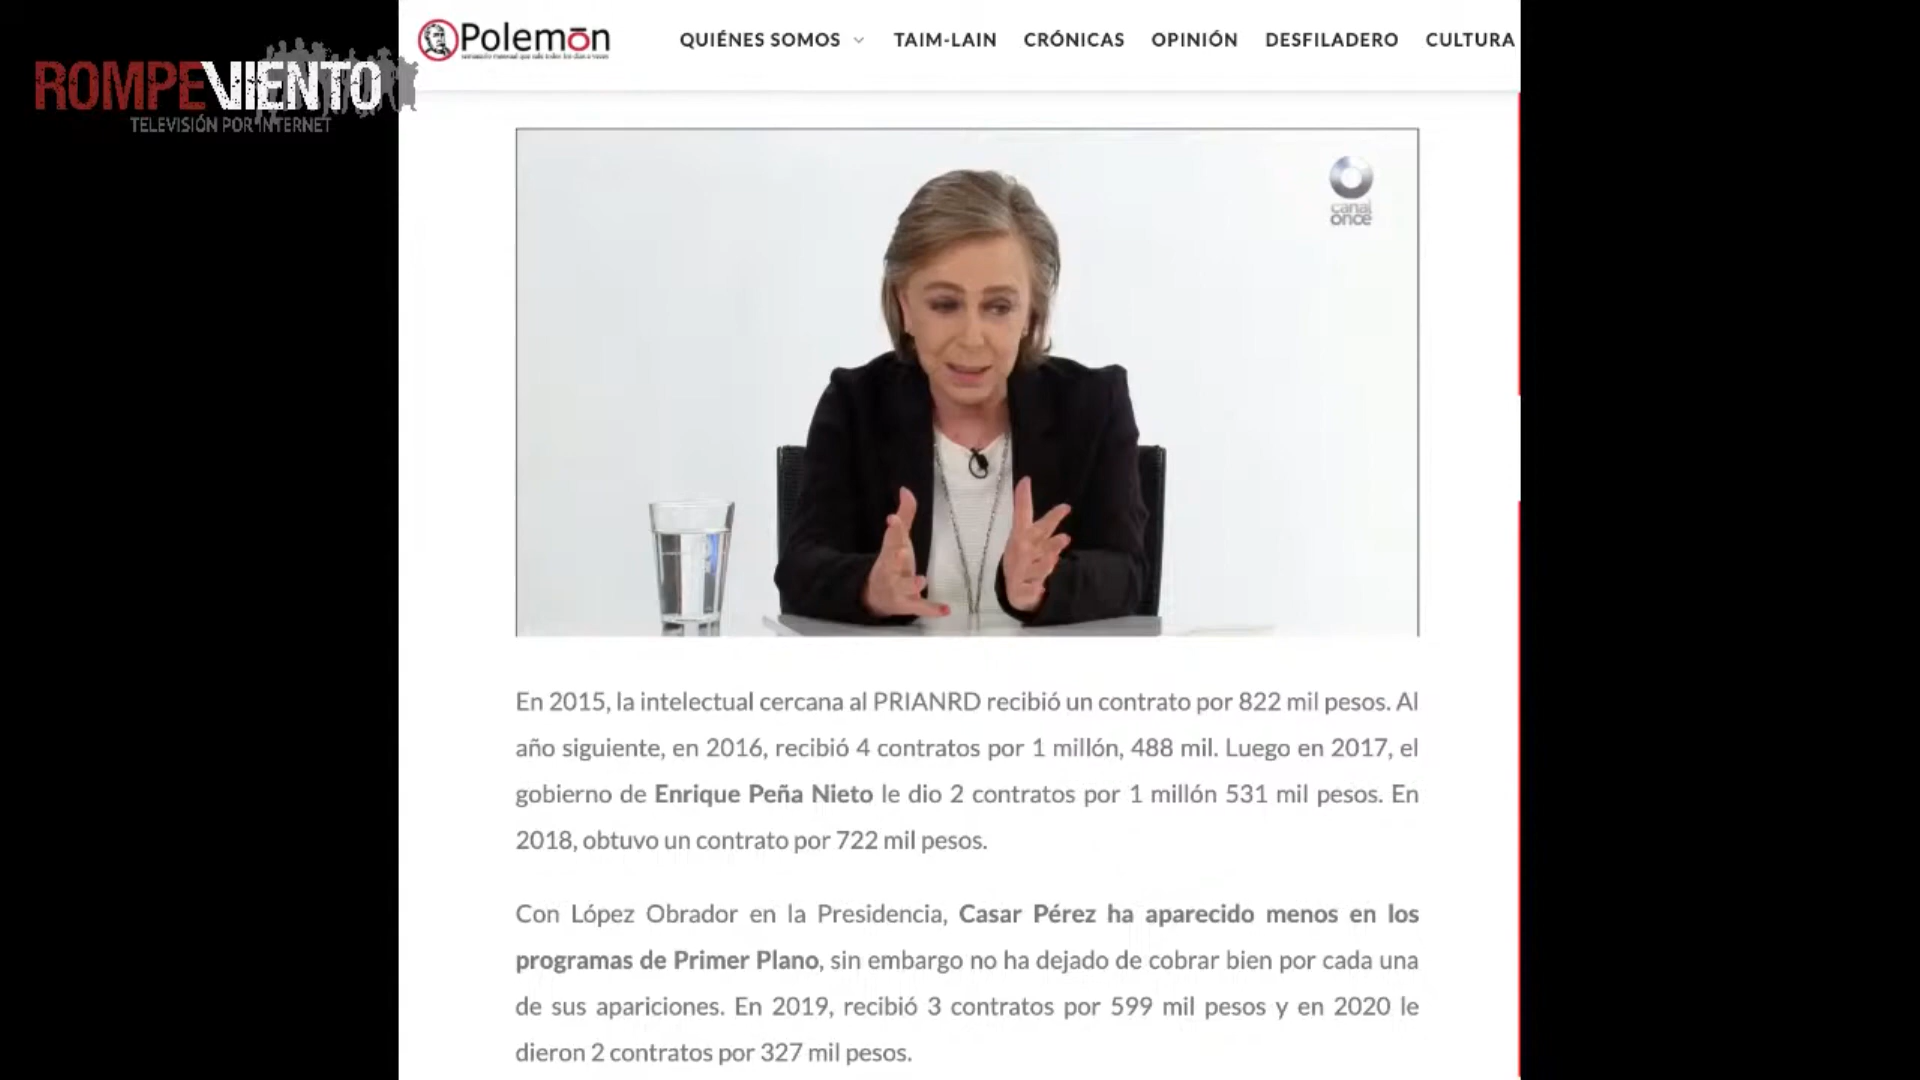 ROMPEVIENTO
TELEVISIÓN POR INTERNET
Polemōn
QUIÉNES SOMOS
TAIM-LAIN
CRÓNICAS
OPINIÓN
DESFILADERO
CULTURA
canal
once
En 2015, la intelectual cercana al PRIANRD recibió un contrato por 822 mil pesos. Al
año siguiente, en 2016, recibió 4 contratos por 1 millón, 488 mil. Luego en 2017, el
gobierno de Enrique Peña Nieto le dio 2 contratos por 1 millón 531 mil pesos. En
2018, obtuvo un contrato por 722 mil pesos.
Con López Obrador en la Presidencia, Casar Pérez ha aparecido menos en los
programas de Primer Plano, sin embargo no ha dejado de cobrar bien por cada una
de sus apariciones. En 2019, recibió 3 contratos por 599 mil pesos y en 2020 le
dieron 2 contratos por 327 mil pesos.